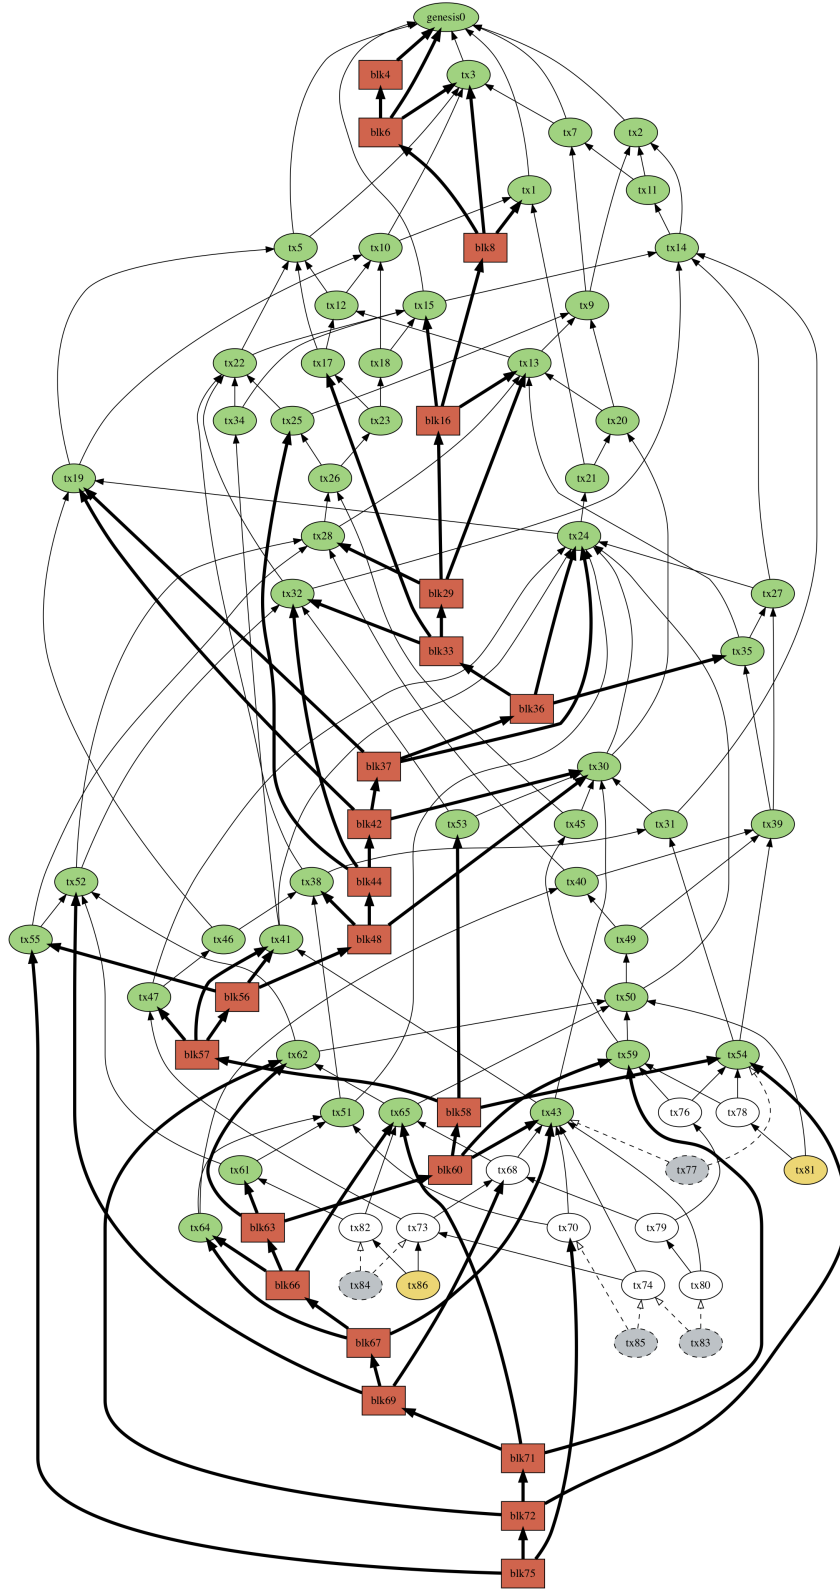 genesis0
blk4
tx3
blk6
tx7
tx2
tx1
tx11
tx5
tx10
blk8
tx14
tx12
tx15
tx9
tx22
tx17
tx18
tx13
tx34
tx25
tx23
blk16
tx20
tx19
tx26
tx21
tx28
tx24
tx32
blk29
tx27
blk33
tx35
blk36
blk37
tx30
blk42
tx53
tx45
tx31
tx39
tx52
tx38
blk44
tx40
tx55
tx46
tx41
blk48
tx49
tx47
blk56
tx50
blk57
tx62
tx59
tx54
tx51
tx65
blk58
tx43
tx76
tx78
tx61
blk60
tx68
tx77
tx81
tx64
blk63
tx82
tx73
tx70
tx79
blk66
tx84
tx86
tx74
tx80
blk67
tx85
tx83
blk69
blk71
blk72
blk75